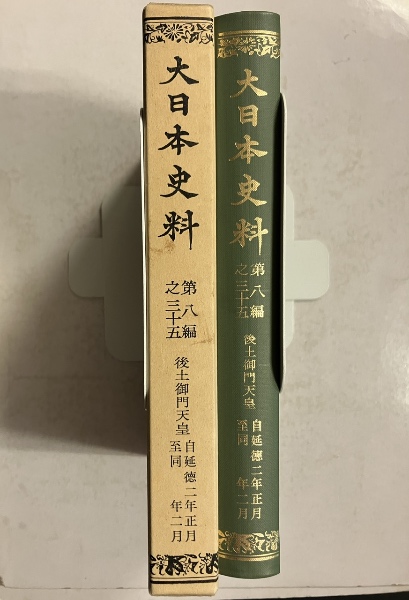 大日本史料
第八編
之三十五
後土御門天皇
自延德二年正月
至同　年二月
大日本史料
第八編
之三十五
後土御門天皇
自延德二年正月
至同　年二月